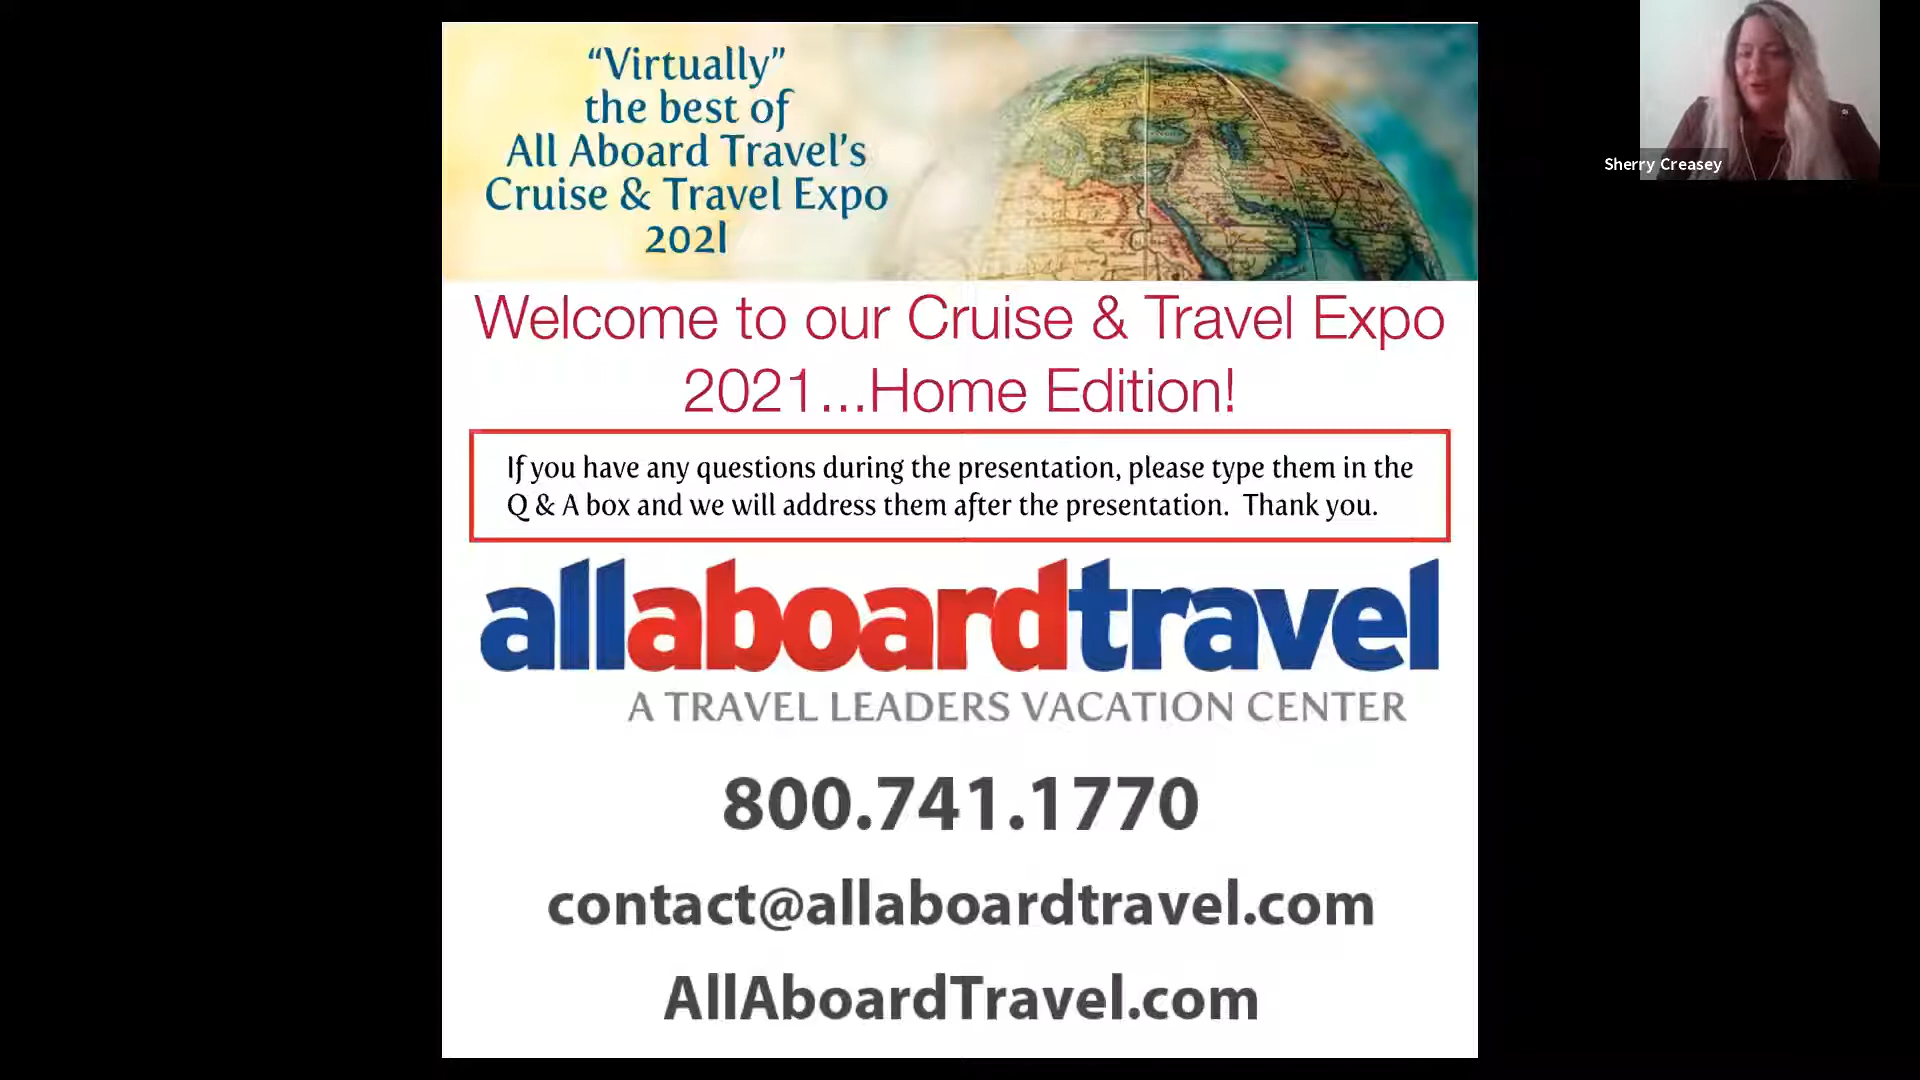 “Virtually”
the best of
All Aboard Travel’s
Cruise & Travel Expo
2021
Sherry Creasey
Welcome to our Cruise & Travel Expo
2021...Home Edition!
If you have any questions during the presentation, please type them in the
Q & A box and we will address them after the presentation. Thank you.
allaboardtravel
A TRAVEL LEADERS VACATION CENTER
800.741.1770
contact@allaboardtravel.com
AllAboardTravel.com